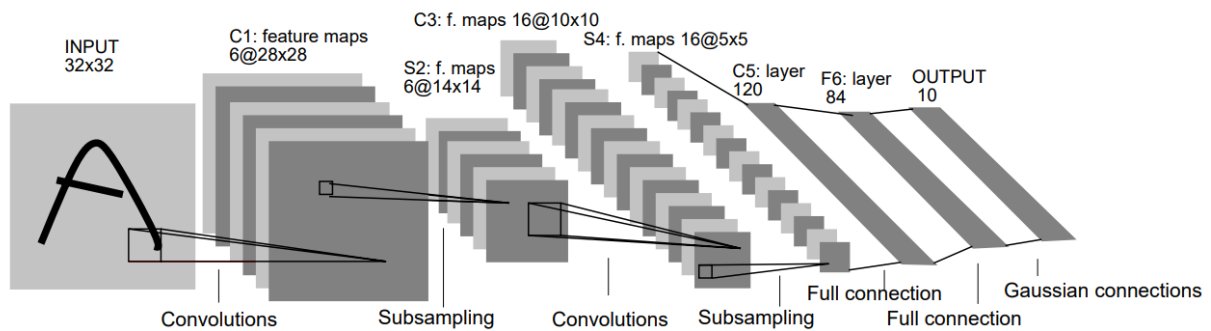 INPUT
32x32
C1: feature maps
6@28x28
S2: f. maps
6@14x14
C3: f. maps 16@10x10
S4: f. maps 16@5x5
C5: layer
120
F6: layer
84
OUTPUT
10
Convolutions
Subsampling
Convolutions
Subsampling
Full connection
Full connection
Gaussian connections